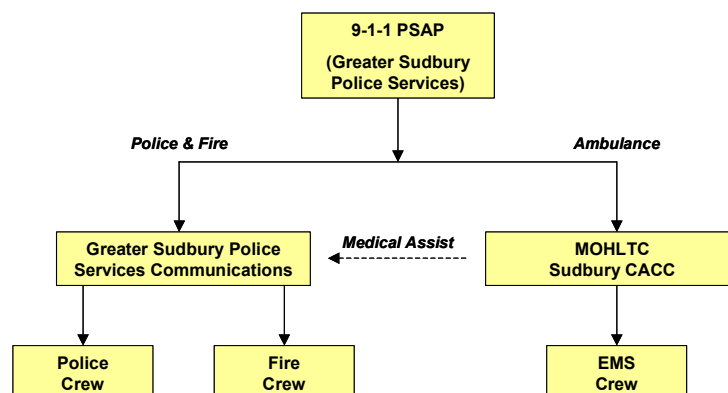 9-1-1 PSAP
(Greater Sudbury
Police Services)
Police & Fire
Ambulance
Greater Sudbury Police
Services Communications
Medical Assist
MOHLTC
Sudbury CACC
Police
Crew
Fire
Crew
EMS
Crew